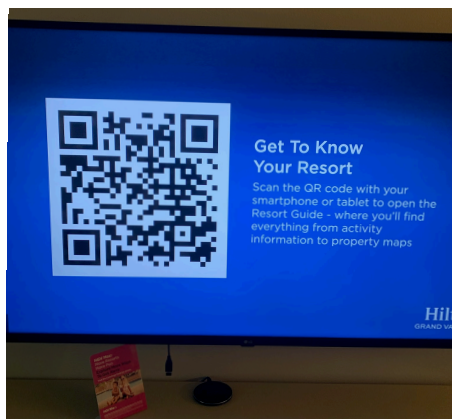 Get To Know
Your Resort
Scan the QR code with your
smartphone or tablet to open the
Resort Guide - where you'll find
everything from activity
information to property maps
Hilt
GRAND VA
LG